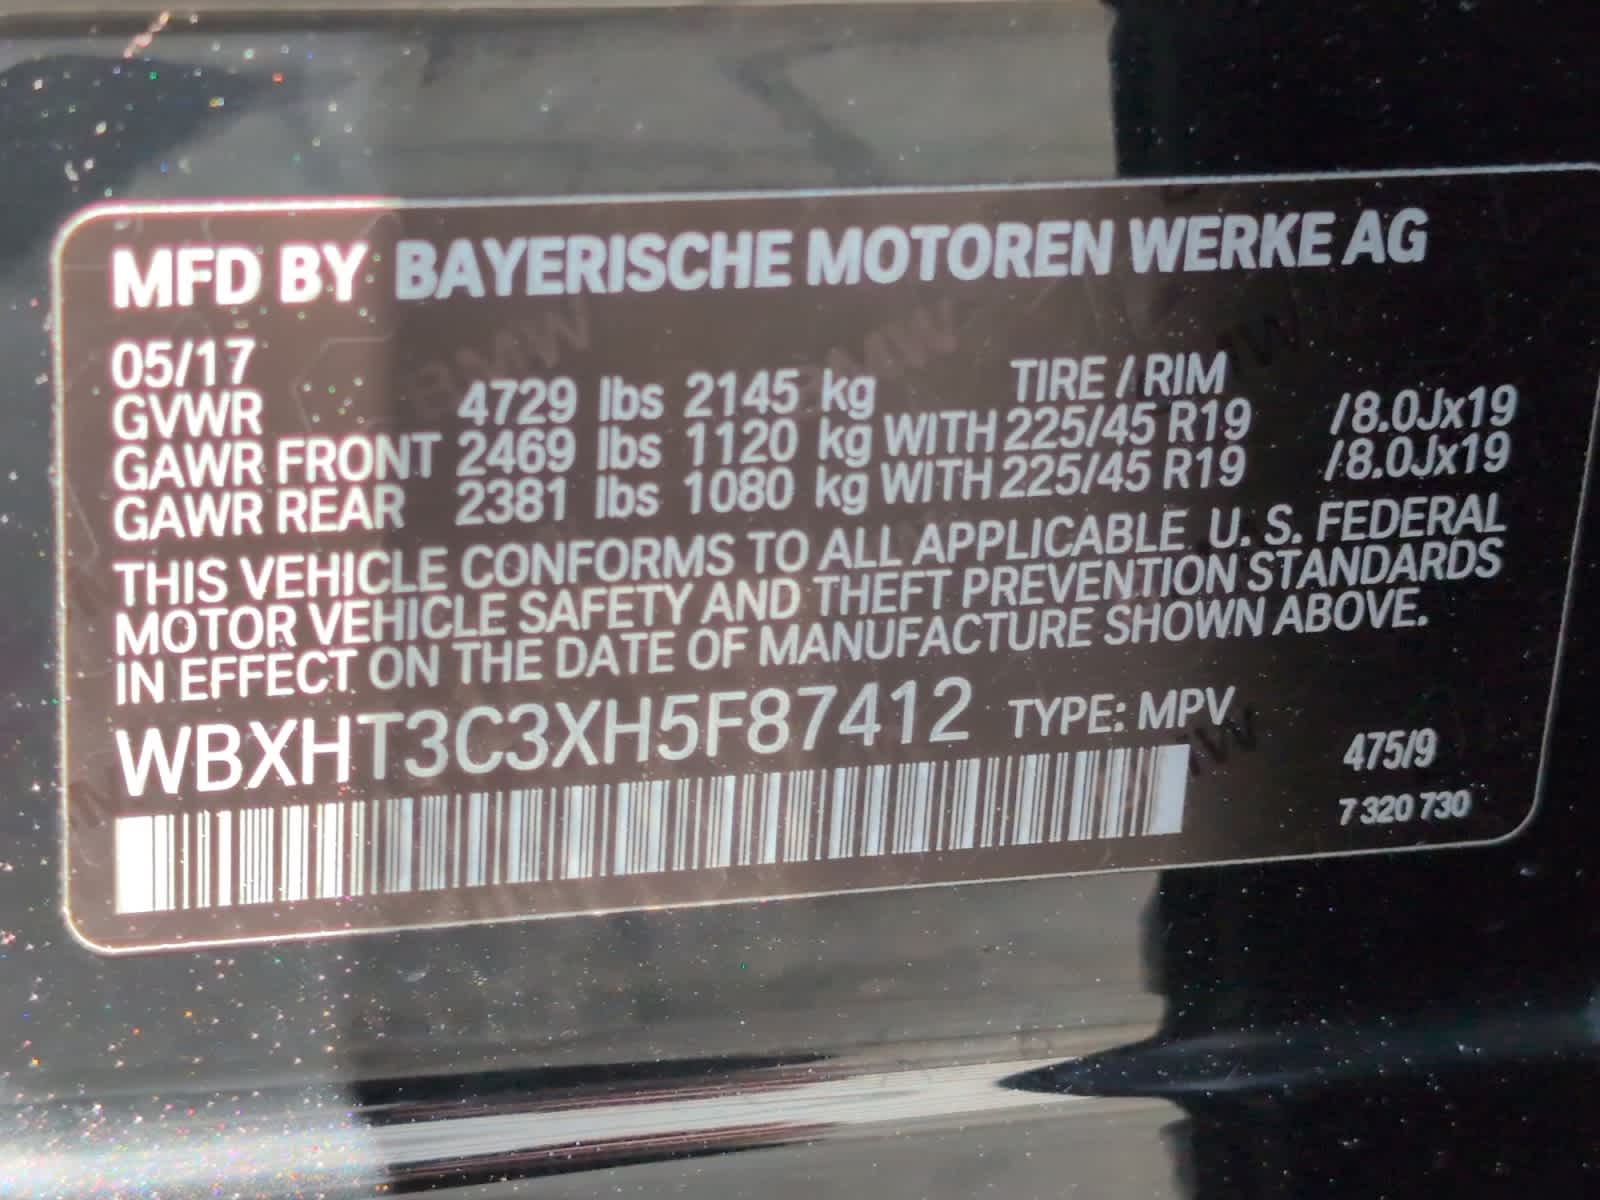 MFD BY BAYERISCHE MOTOREN WERKE AG
05/17
TIRE / RIM
GVWR 4729 lbs 2145 kg
GAWR FRONT 2469 lbs 1120 kg WITH 225/45 R19 /8.0Jx19
GAWR REAR 2381 lbs 1080 kg WITH 225/45 R19 /8.0Jx19
THIS VEHICLE CONFORMS TO ALL APPLICABLE U. S. FEDERAL
MOTOR VEHICLE SAFETY AND THEFT PREVENTION STANDARDS
IN EFFECT ON THE DATE OF MANUFACTURE SHOWN ABOVE.
WBXHT3C3XH5F87412 TYPE: MPV
475/9
7 320 730